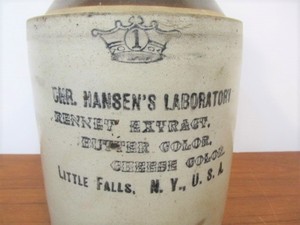 1
CHR. HANSEN'S LABORATORY
RENNET EXTRACT.
BUTTER COLOR.
CHEESE COLOR.
LITTLE FALLS, N. Y., U. S. A.